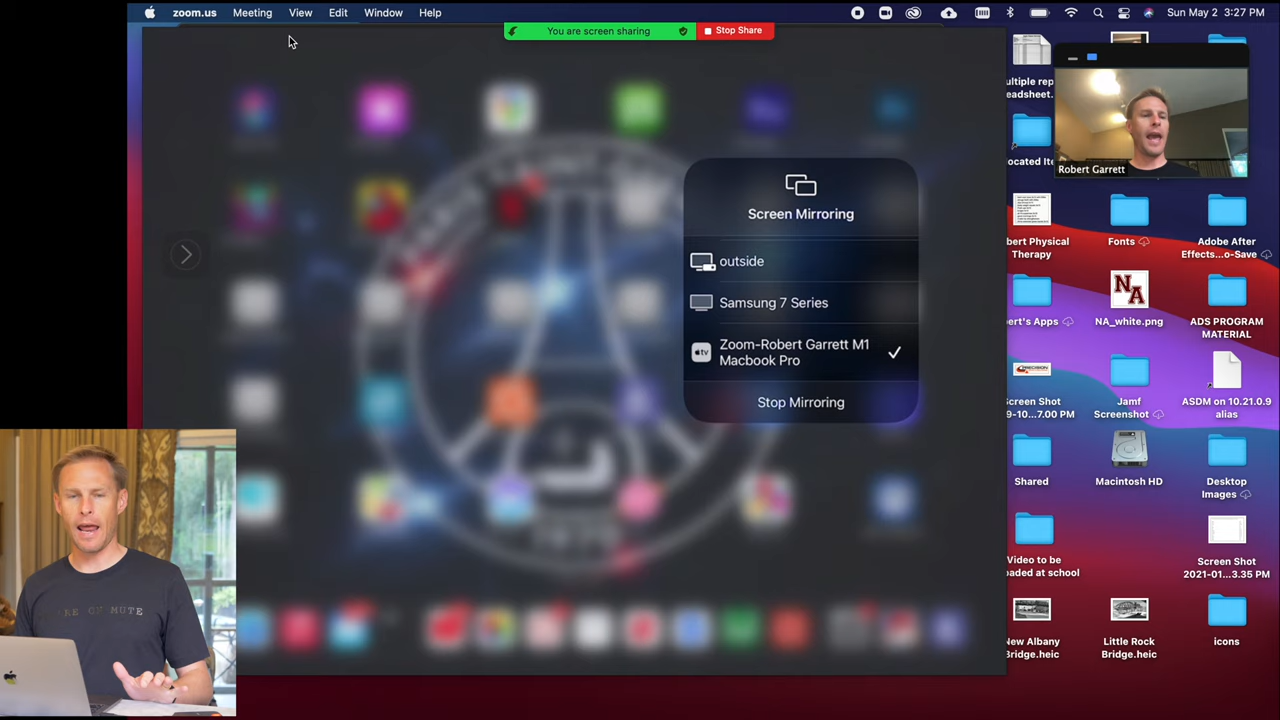 zoom.us Meeting View Edit Window Help
Sun May 2 3:27 PM
You are screen sharing
Stop Share
Screen Mirroring
outside
Samsung 7 Series
Zoom-Robert Garrett M1
Macbook Pro
Stop Mirroring
Robert Garrett
ultiple rep
eadsheet.
ocated Ite
bert Physical
Therapy
Fonts
Adobe After
Effects...o-Save
ert's Apps
NA
NA_white.png
ADS PROGRAM
MATERIAL
Screen Shot
9-10...7.00 PM
Jamf
Screenshot
ASDM on 10.21.0.9
alias
Shared
Macintosh HD
Desktop
Images
Video to be
oaded at school
Screen Shot
2021-01...3.35 PM
New Albany
Bridge.heic
Little Rock
Bridge.heic
icons